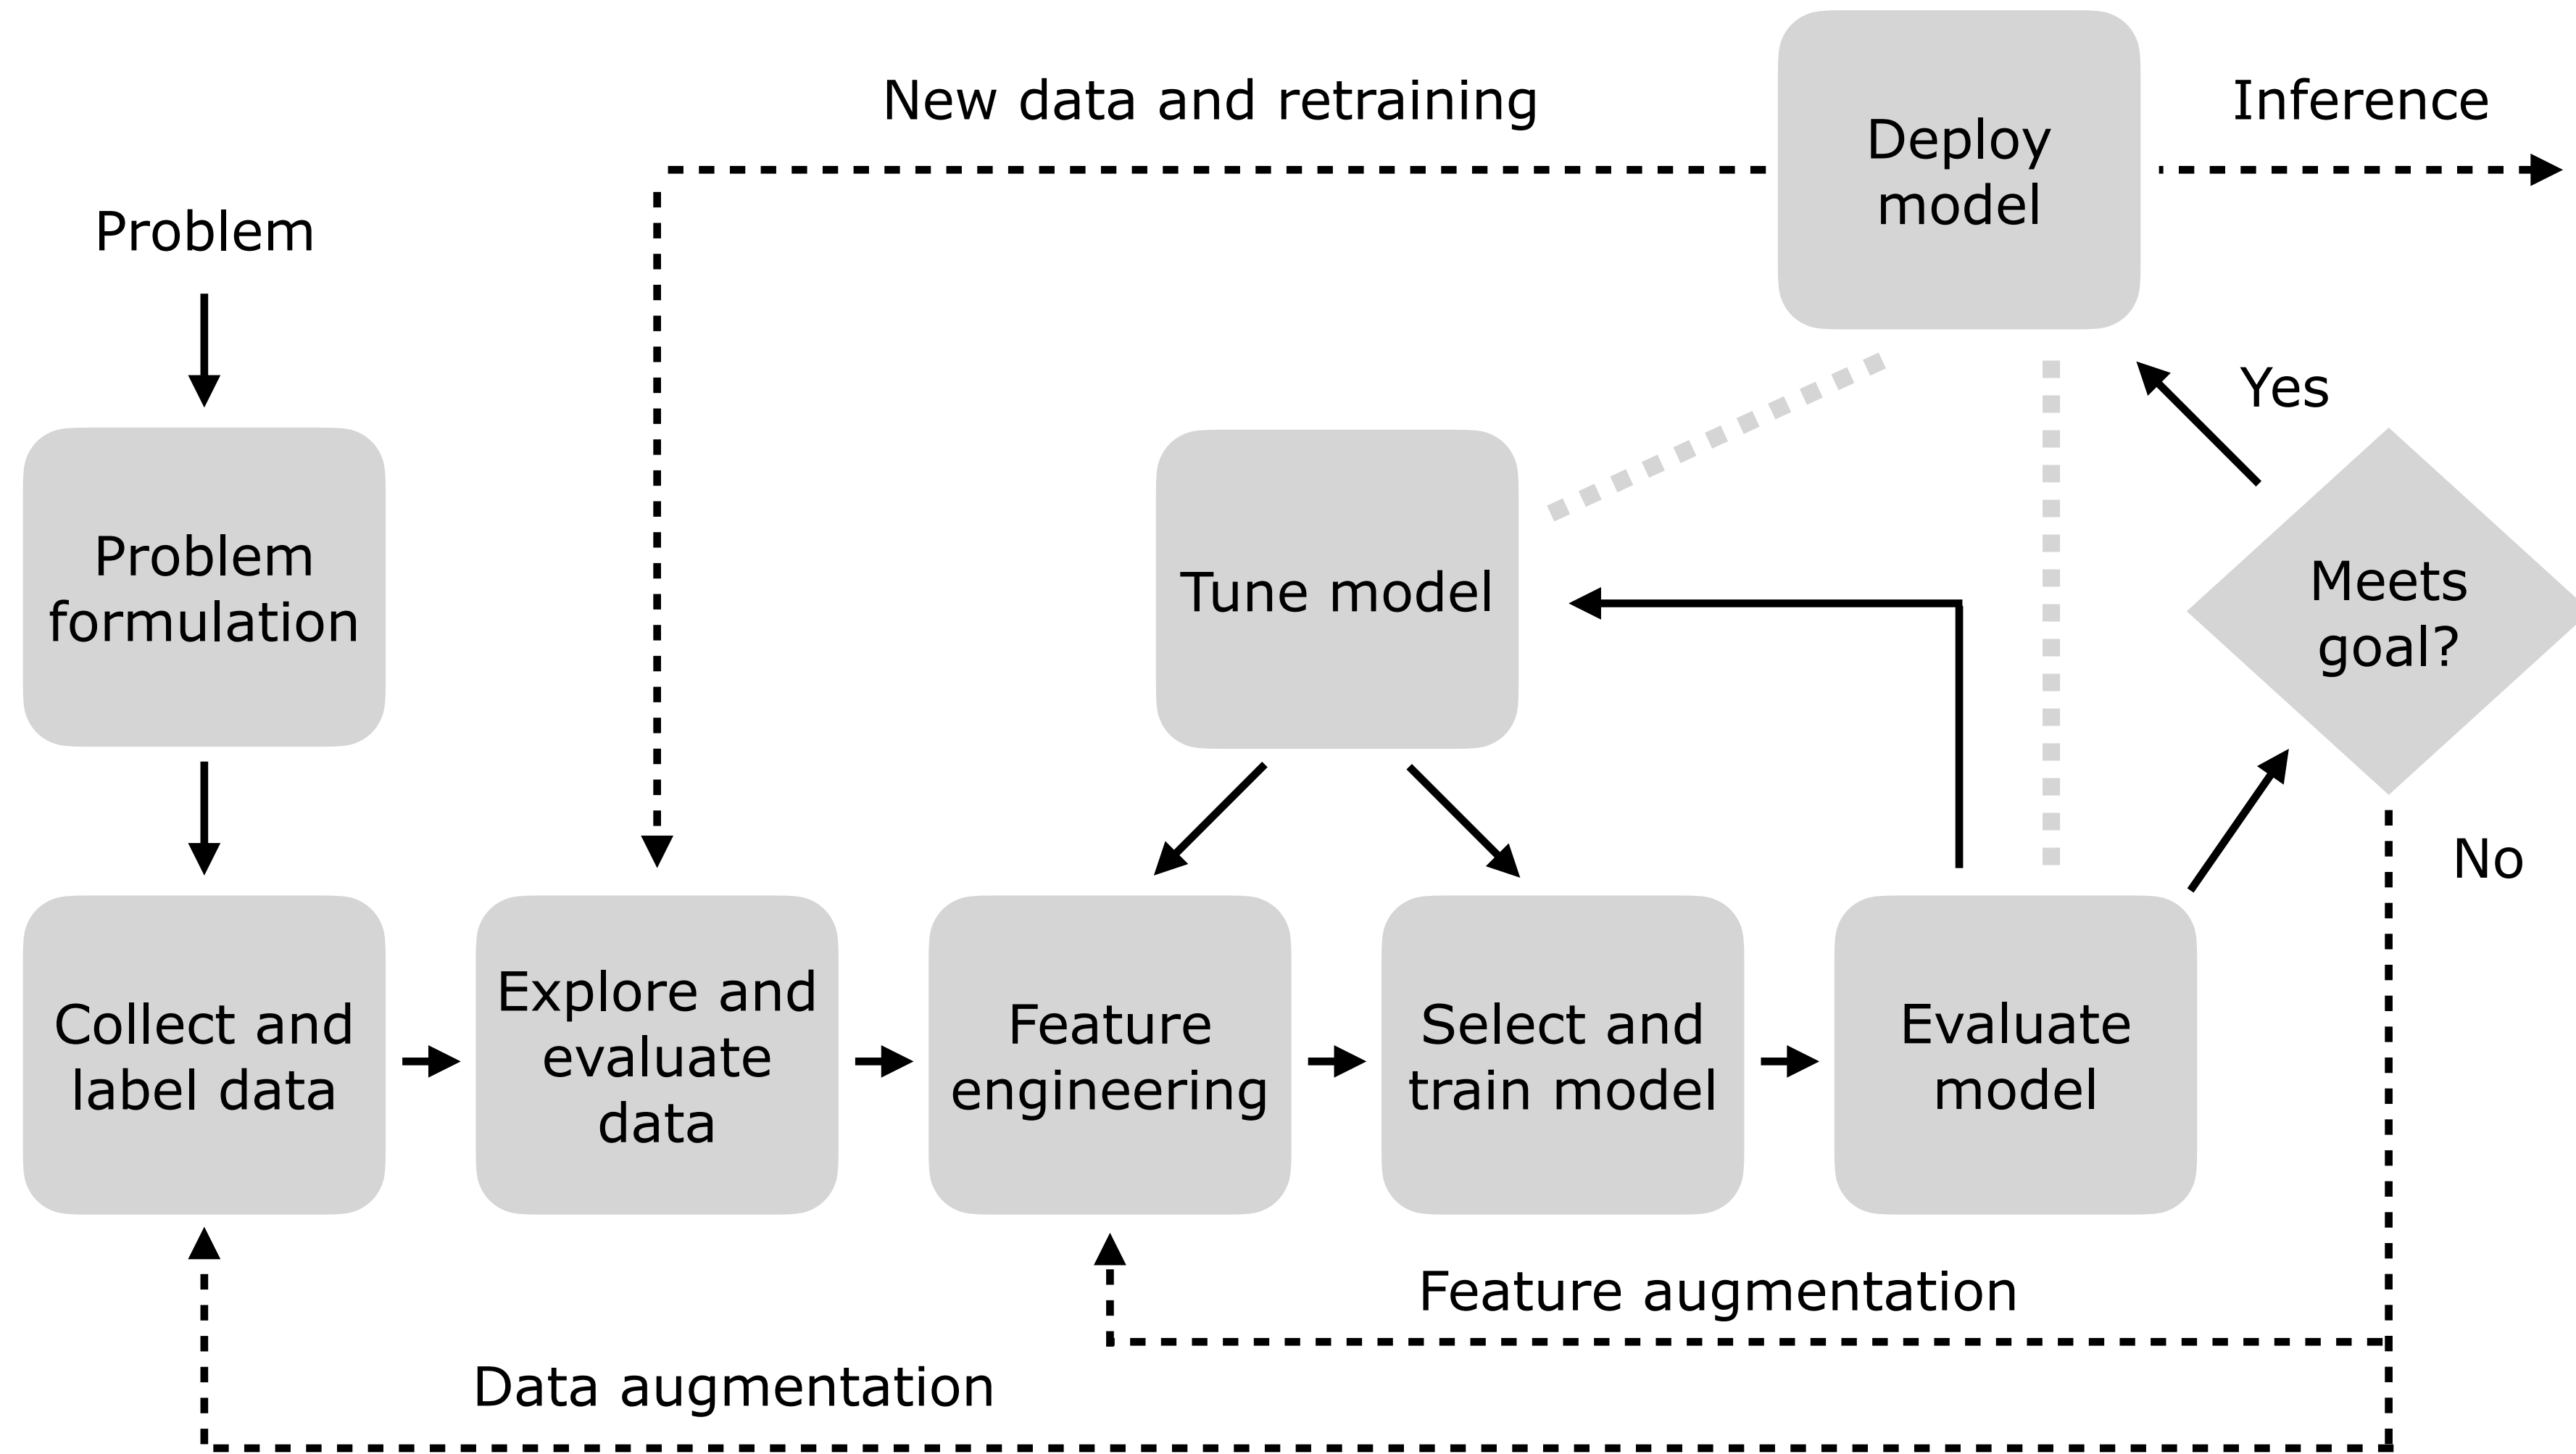 New data and retraining
Deploy
model
Inference
Problem
Yes
Problem
formulation
Tune model
Meets
goal?
No
Collect and
label data
Explore and
evaluate
data
Feature
engineering
Select and
train model
Evaluate
model
Feature augmentation
Data augmentation